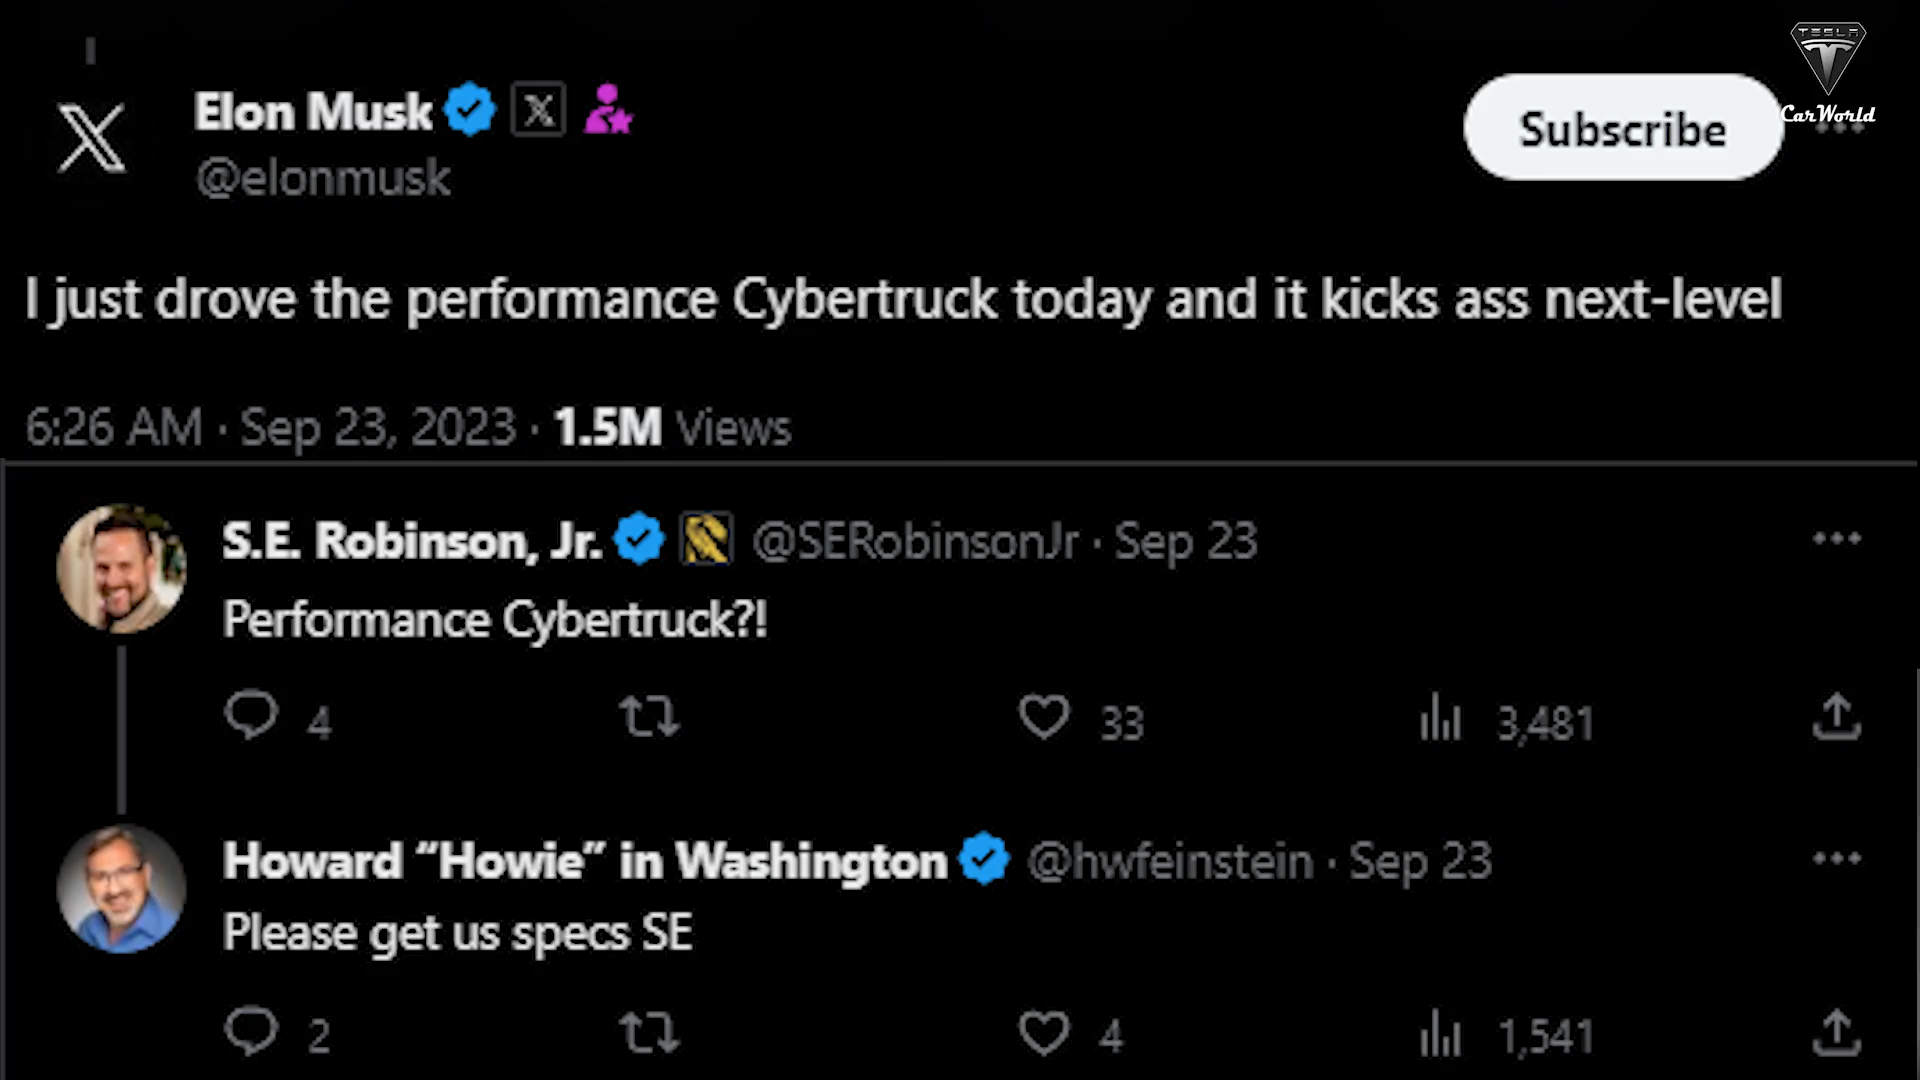 TESLA
CarWorld
Elon Musk
@elonmusk
Subscribe
I just drove the performance Cybertruck today and it kicks ass next-level
6:26 AM · Sep 23, 2023 · 1.5M Views
S.E. Robinson, Jr. @SERobinsonJr · Sep 23
Performance Cybertruck?!
4 33 3,481
Howard “Howie” in Washington @hwfeinstein · Sep 23
Please get us specs SE
2 4 1,541